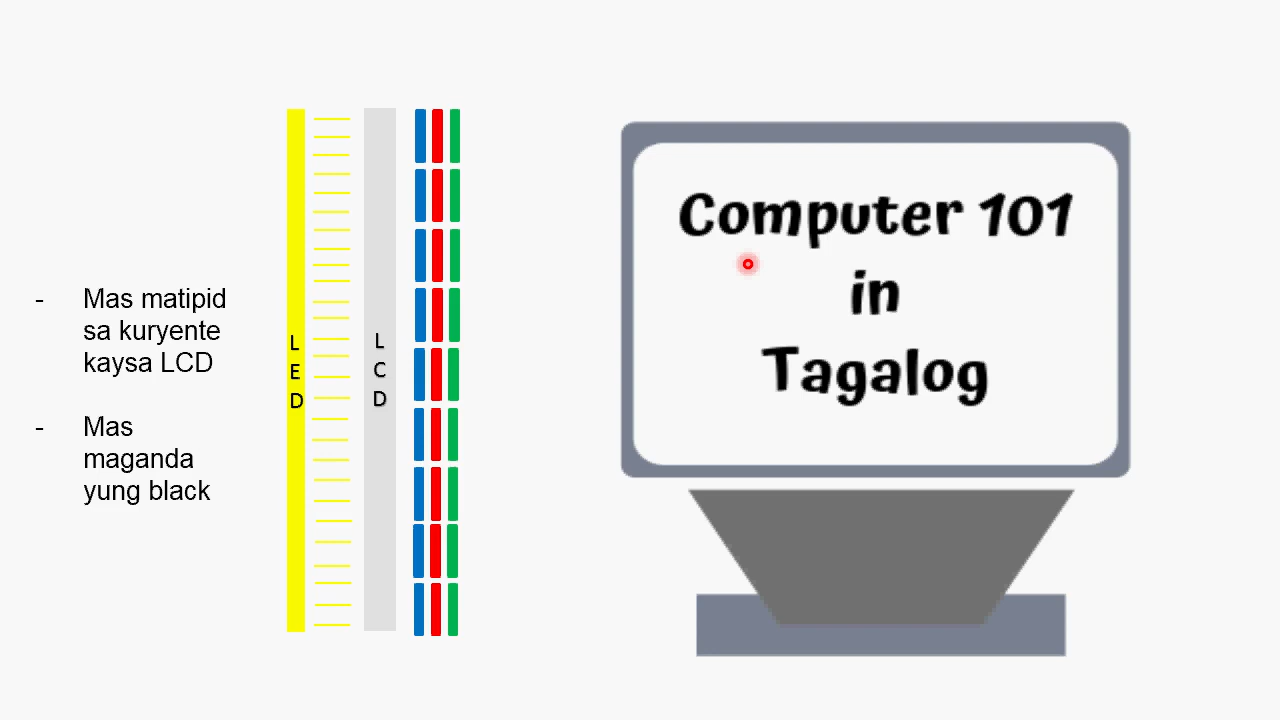 - Mas matipid
sa kuryente
kaysa LCD
- Mas
maganda
yung black
L
E
D
L
C
D
Computer 101
in
Tagalog